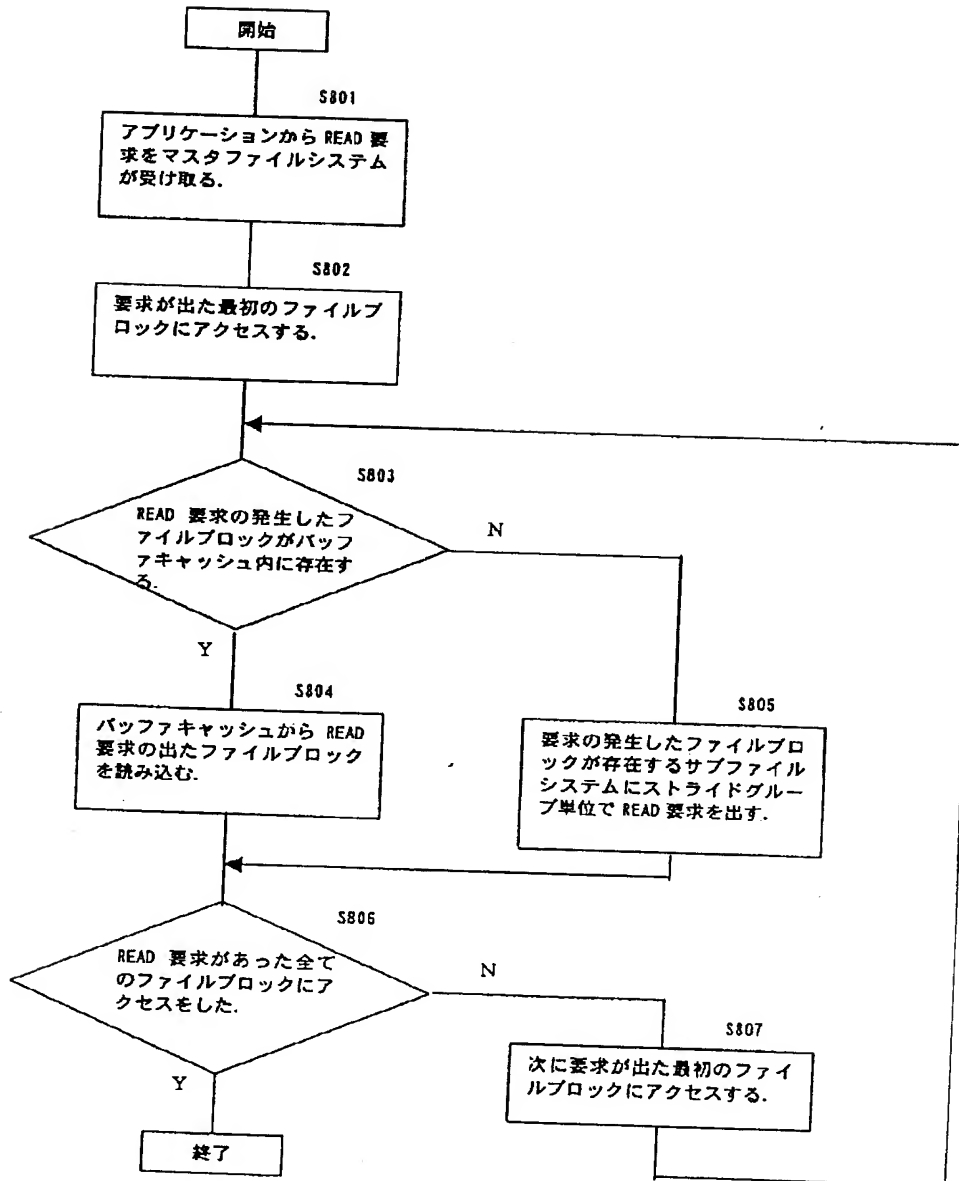 開始
S801
アプリケーションから READ 要
求をマスタファイルシステム
が受け取る.
S802
要求が出た最初のファイルブ
ロックにアクセスする.
S803
READ 要求の発生したフ
ァイルブロックがバッフ
ァキャッシュ内に存在す
る.
N
Y
S804
バッファキャッシュから READ
要求の出たファイルブロック
を読み込む.
S805
要求の発生したファイルブロ
ックが存在するサブファイル
システムにストライドグルー
プ単位で READ 要求を出す.
S806
READ 要求があった全て
のファイルブロックにア
クセスをした.
N
Y
S807
次に要求が出た最初のファイ
ルブロックにアクセスする.
終了